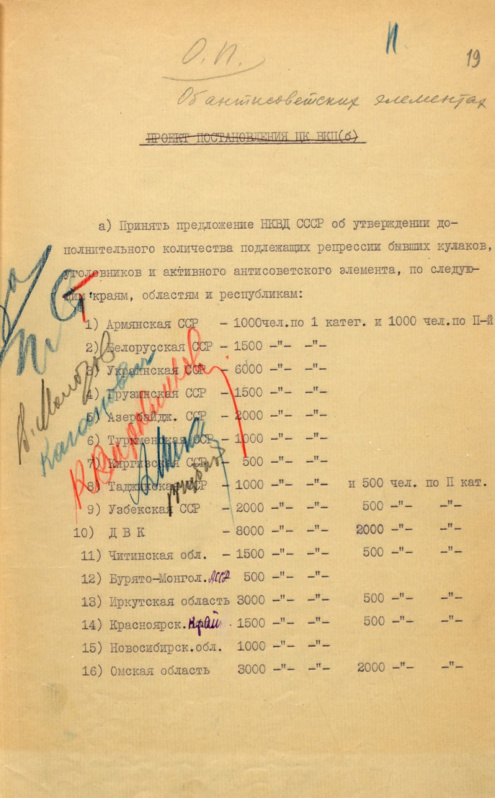 П.
19
О.П.
Об антисоветских элементах
ПРОЕКТ ПОСТАНОВЛЕНИЯ ЦК ВКП(б)
а) Принять предложение НКВД СССР об утверждении до-
полнительного количества подлежащих репрессии бывших кулаков,
уголовников и активного антисоветского элемента, по следую-
щим краям, областям и республикам:
за
1) Армянская ССР – 1000чел.по 1 катег. и 1000 чел.по II-й
2) Белорусская ССР – 1500 -"- -"-
3) Украинская ССР – 6000 -"- -"-
4) Грузинская ССР – 1500 -"- -"-
5) Азербайдж. ССР – 2000 -"- -"-
6) Туркменская ССР – 1000 -"- -"-
7) Киргизская ССР – 500 -"- -"-
8) Таджикская ССР – 1000 -"- -"- и 500 чел. по II кат.
9) Узбекская ССР – 2000 -"- -"- 500 -"- -"-
10) Д В К – 8000 -"- -"- 2000 -"- -"-
11) Читинская обл. – 1500 -"- -"- 500 -"- -"-
12) Бурято-Монгол. АССР 500 -"- -"-
13) Иркутская область 3000 -"- -"- 500 -"- -"-
14) Красноярск.край 1500 -"- -"- 500 -"- -"-
15) Новосибирск.обл. 1000 -"- -"-
16) Омская область 3000 -"- -"- 2000 -"- -"-
В. Молотов
Каганович
К Ворошилов